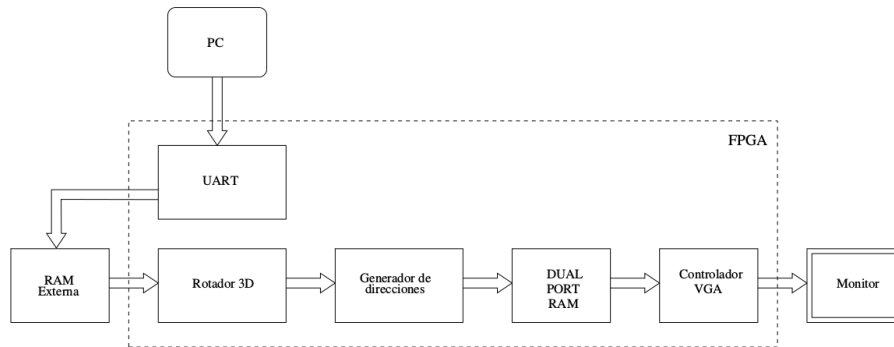 PC
FPGA
UART
RAM
Externa
Rotador 3D
Generador de
direcciones
DUAL
PORT
RAM
Controlador
VGA
Monitor